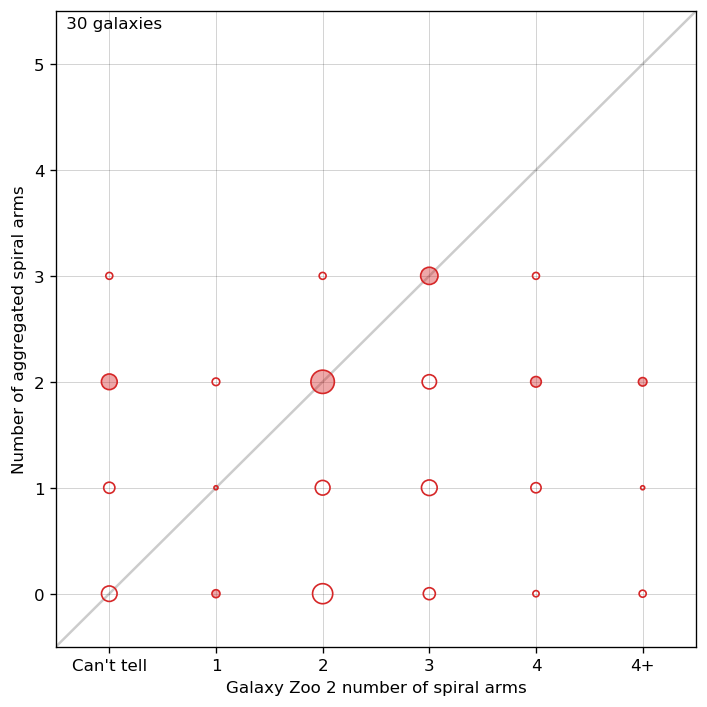 30 galaxies
5
4
3
2
1
0
Number of aggregated spiral arms
Can't tell 1 2 3 4 4+
Galaxy Zoo 2 number of spiral arms